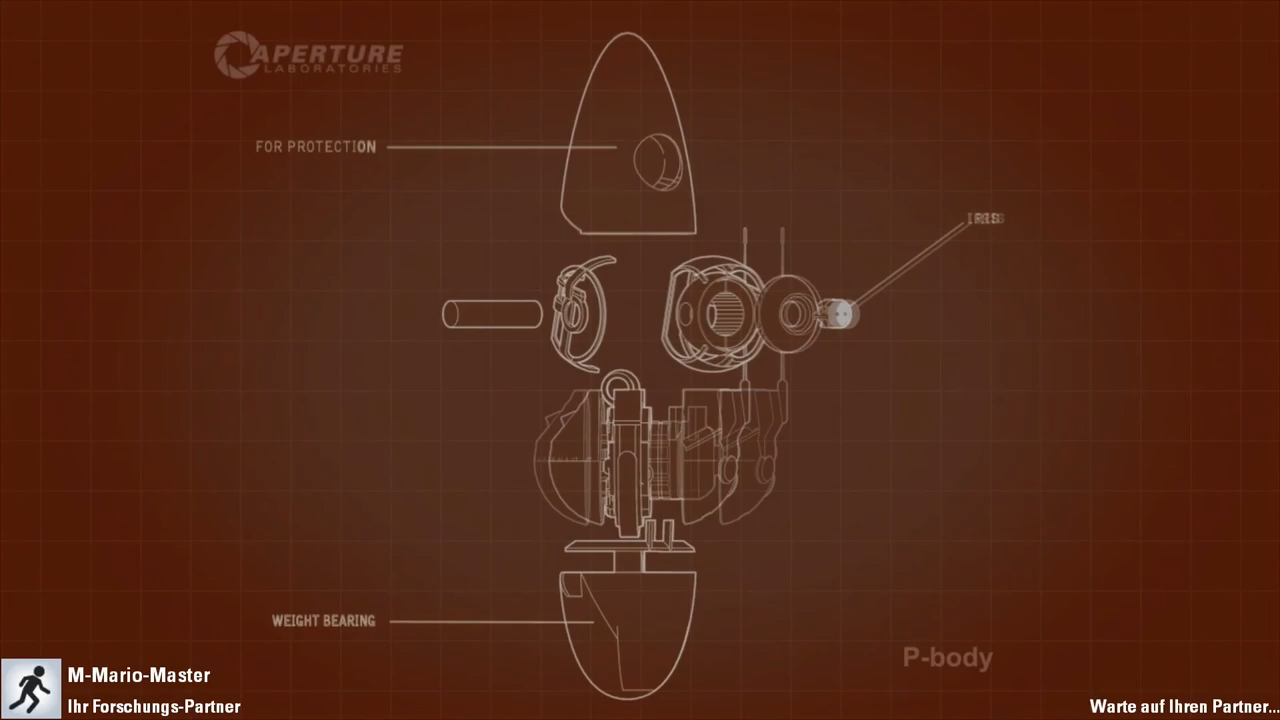 APERTURE
LABORATORIES
FOR PROTECTION
IRIS
WEIGHT BEARING
P-body
M-Mario-Master
Ihr Forschungs-Partner
Warte auf Ihren Partner...